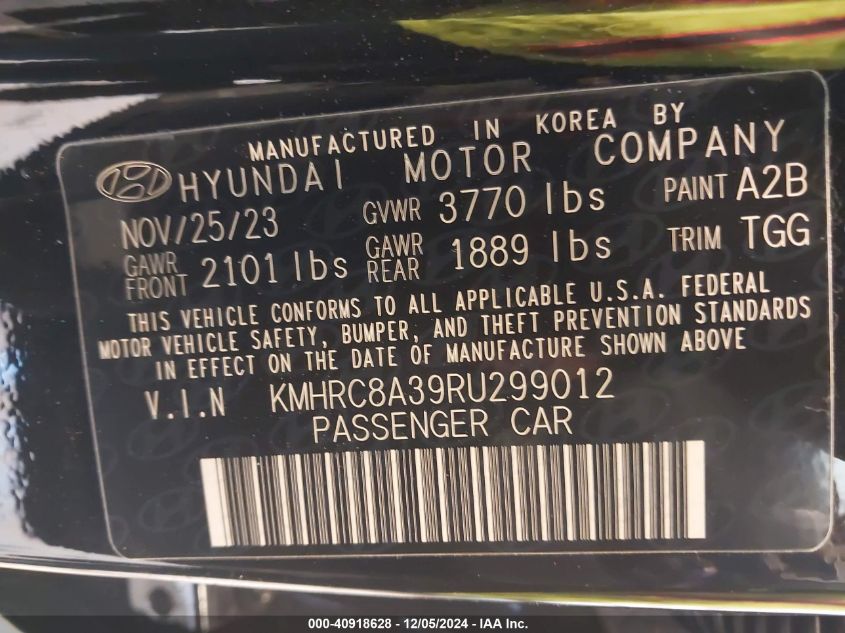 MANUFACTURED IN KOREA BY
HYUNDAI MOTOR COMPANY
NOV/25/23 GVWR 3770 lbs PAINT A2B
GAWR FRONT 2101 lbs GAWR REAR 1889 lbs TRIM TGG
THIS VEHICLE CONFORMS TO ALL APPLICABLE U.S.A. FEDERAL
MOTOR VEHICLE SAFETY, BUMPER, AND THEFT PREVENTION STANDARDS
IN EFFECT ON THE DATE OF MANUFACTURE SHOWN ABOVE
V.I.N KMHRC8A39RU299012
PASSENGER CAR
000-40918628 - 12/05/2024 - IAA Inc.